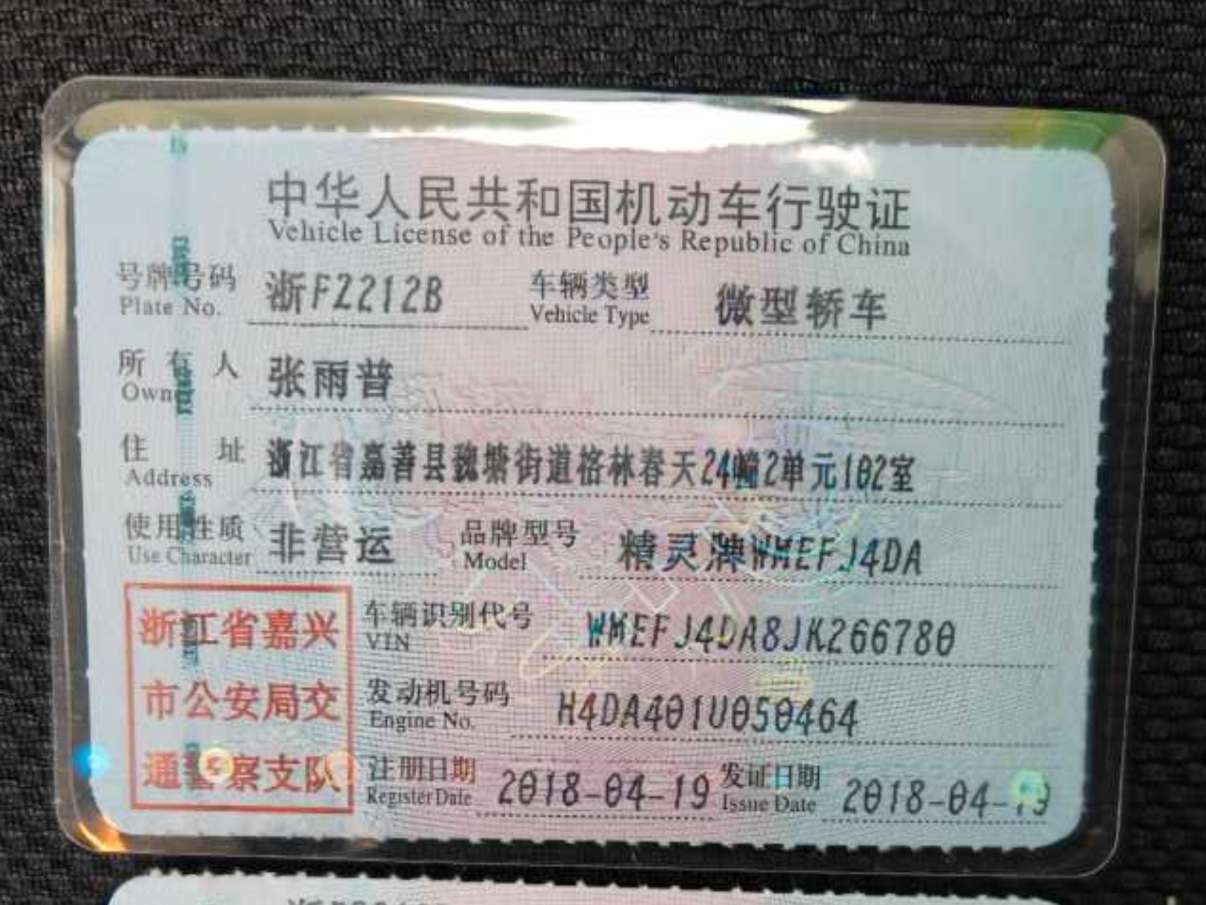 中华人民共和国机动车行驶证
Vehicle License of the People's Republic of China
号牌号码 浙FZ212B 车辆类型 微型轿车
Plate No. Vehicle Type
所有人 张雨普
Owner
住址 浙江省嘉善县魏塘街道格林春天24幢2单元102室
Address
使用性质 非营运 品牌型号 精灵牌WMEFJ4DA
Use Character Model
浙江省嘉兴
市公安局交
通警察支队
车辆识别代号 WMEFJ4DA8JK266780
VIN
发动机号码 H4DA401U050464
Engine No.
注册日期 2018-04-19 发证日期 2018-04-19
Register Date Issue Date